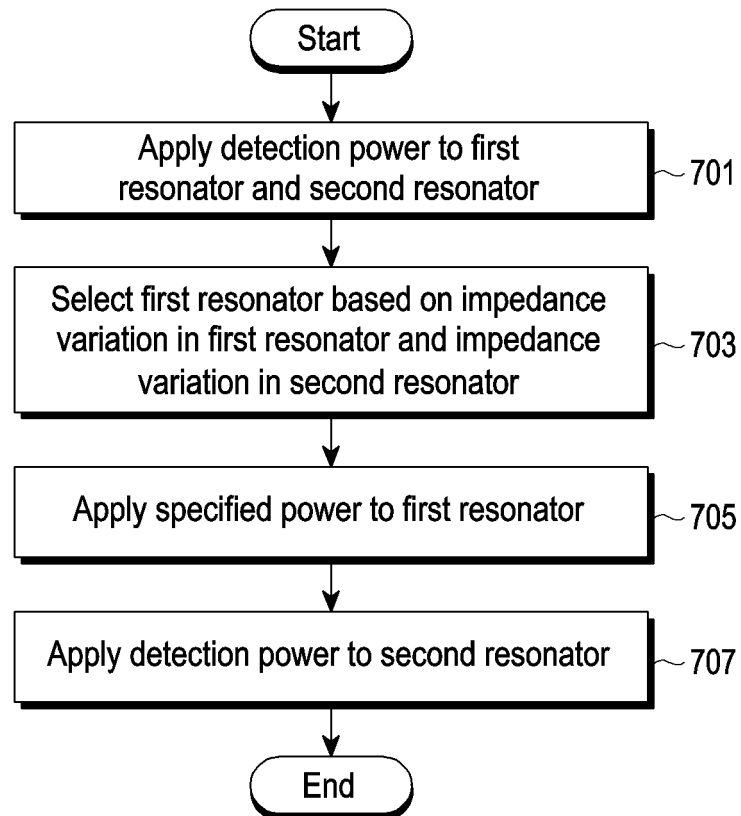 Start
Apply detection power to first
resonator and second resonator
701
Select first resonator based on impedance
variation in first resonator and impedance
variation in second resonator
703
Apply specified power to first resonator
705
Apply detection power to second resonator
707
End